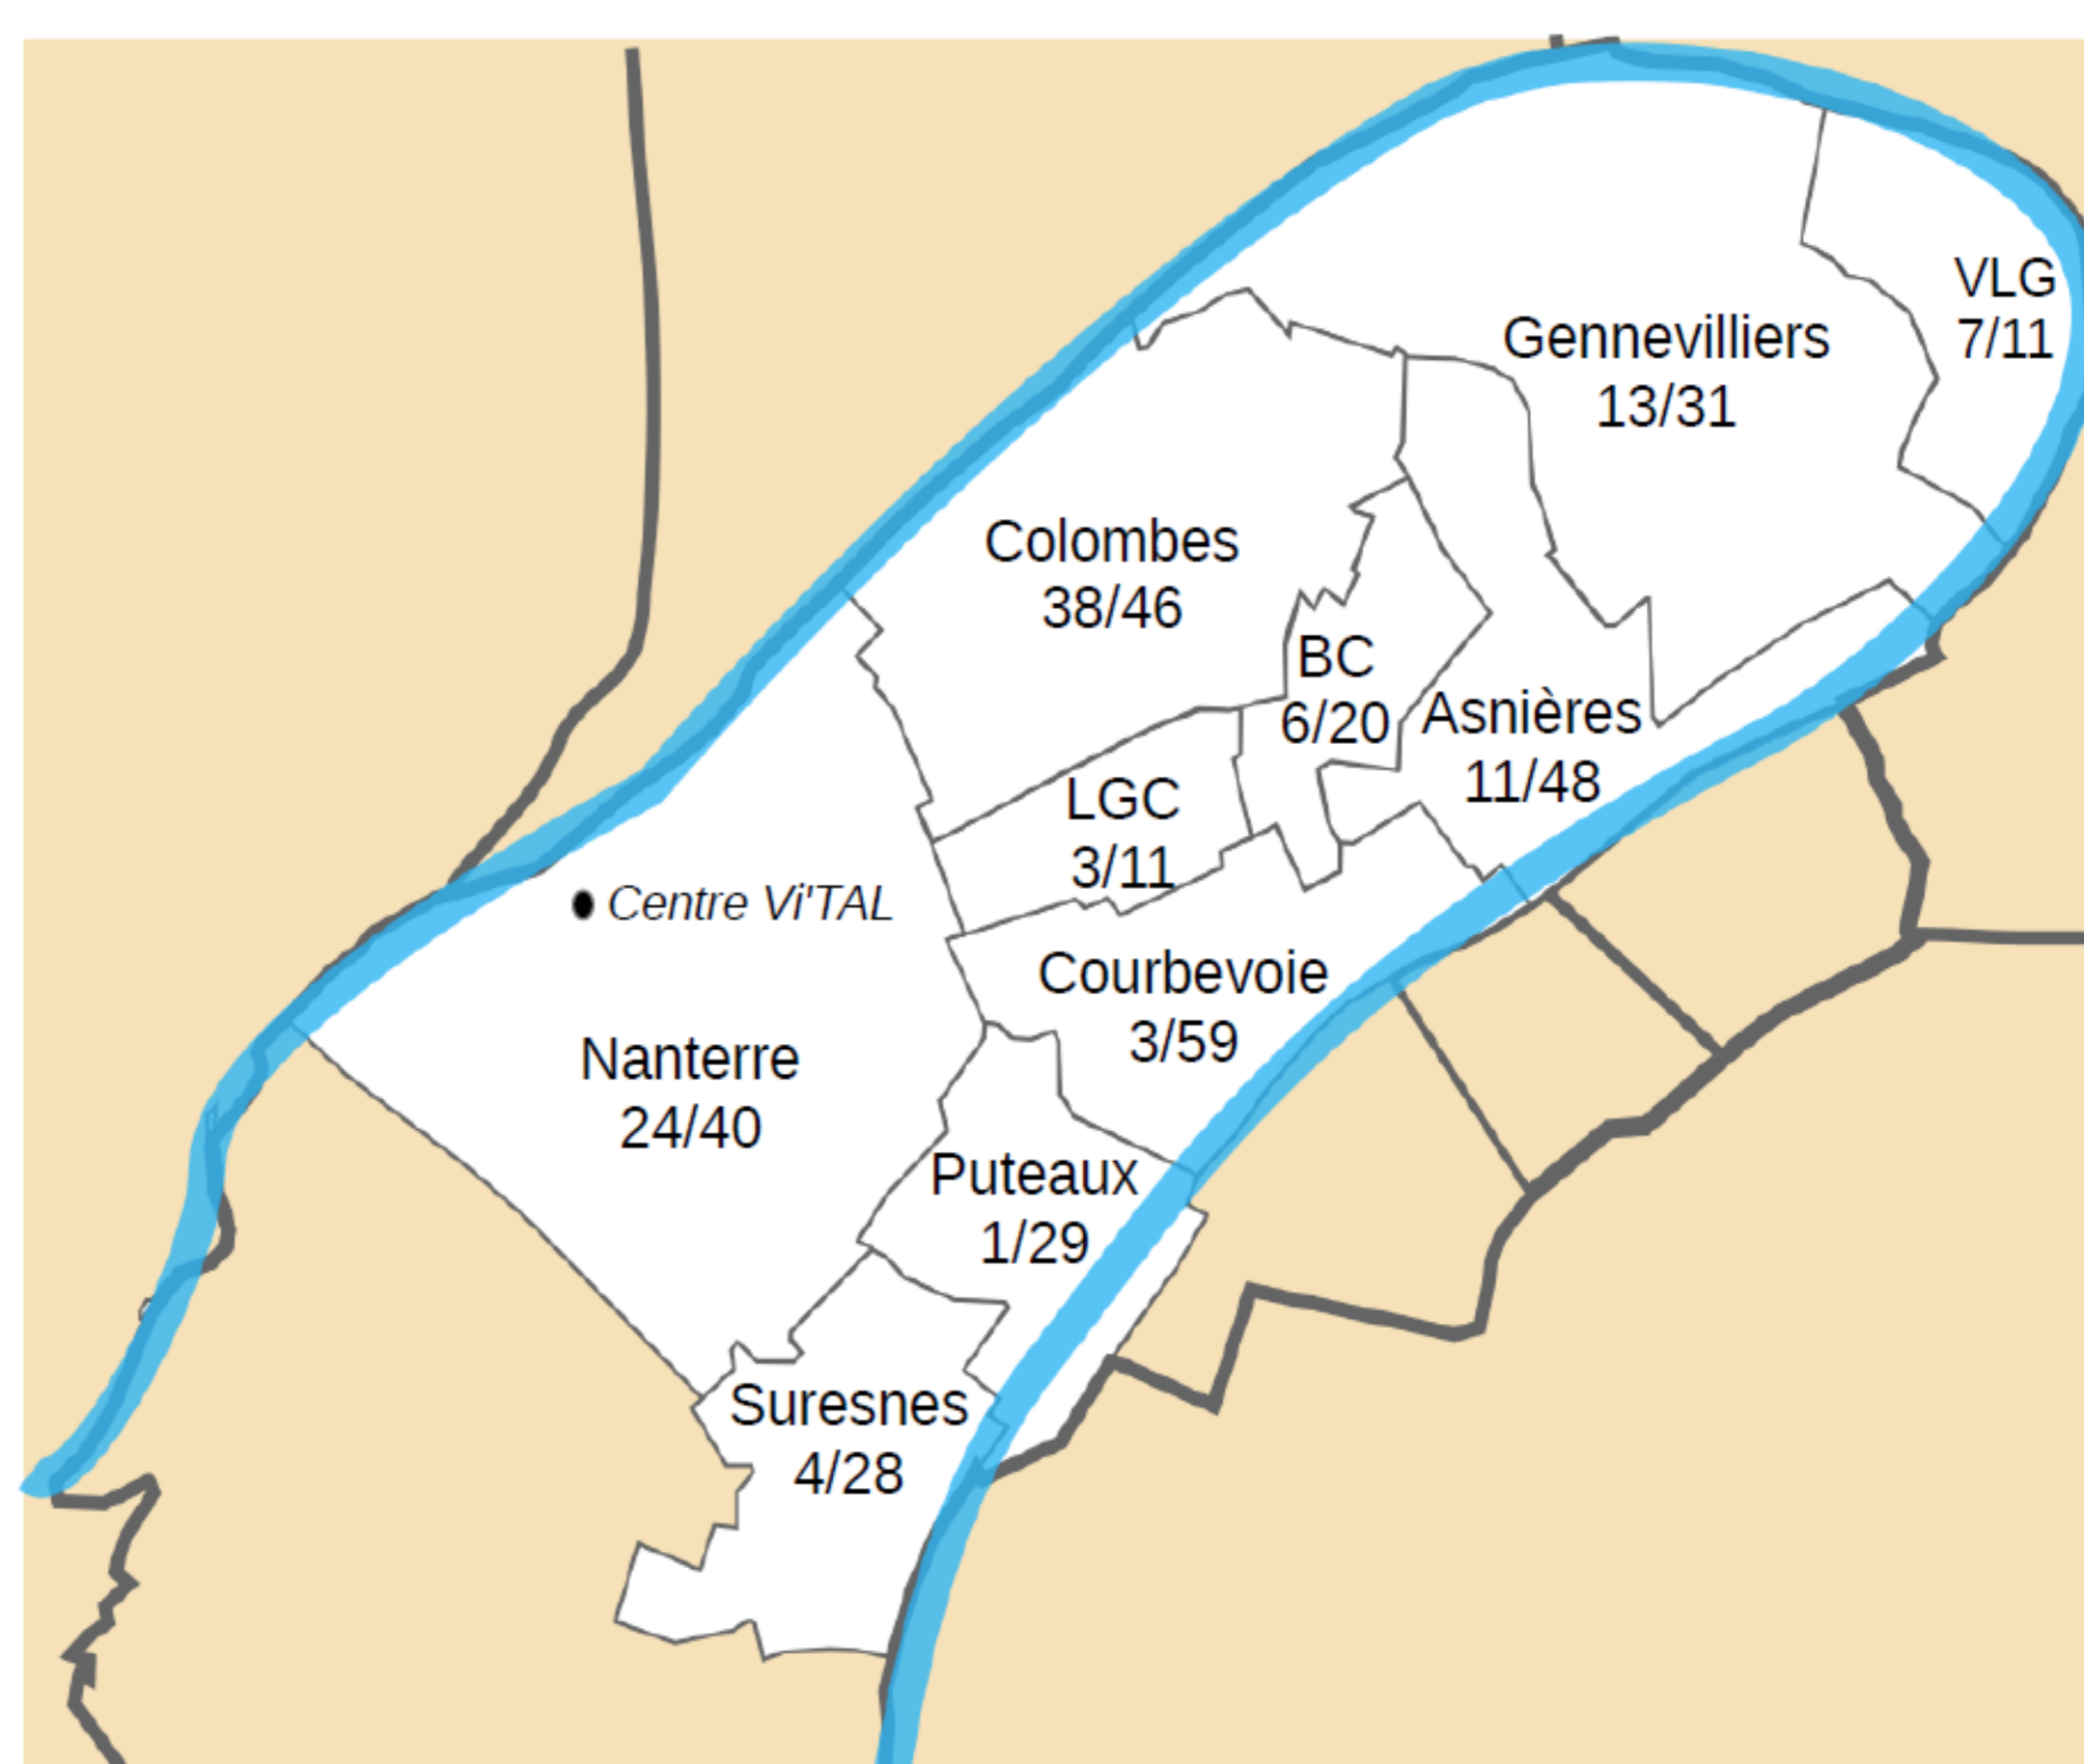 VLG
7/11
Gennevilliers
13/31
Colombes
38/46
BC
6/20
Asnières
11/48
LGC
3/11
Centre Vi'TAL
Courbevoie
3/59
Nanterre
24/40
Puteaux
1/29
Suresnes
4/28